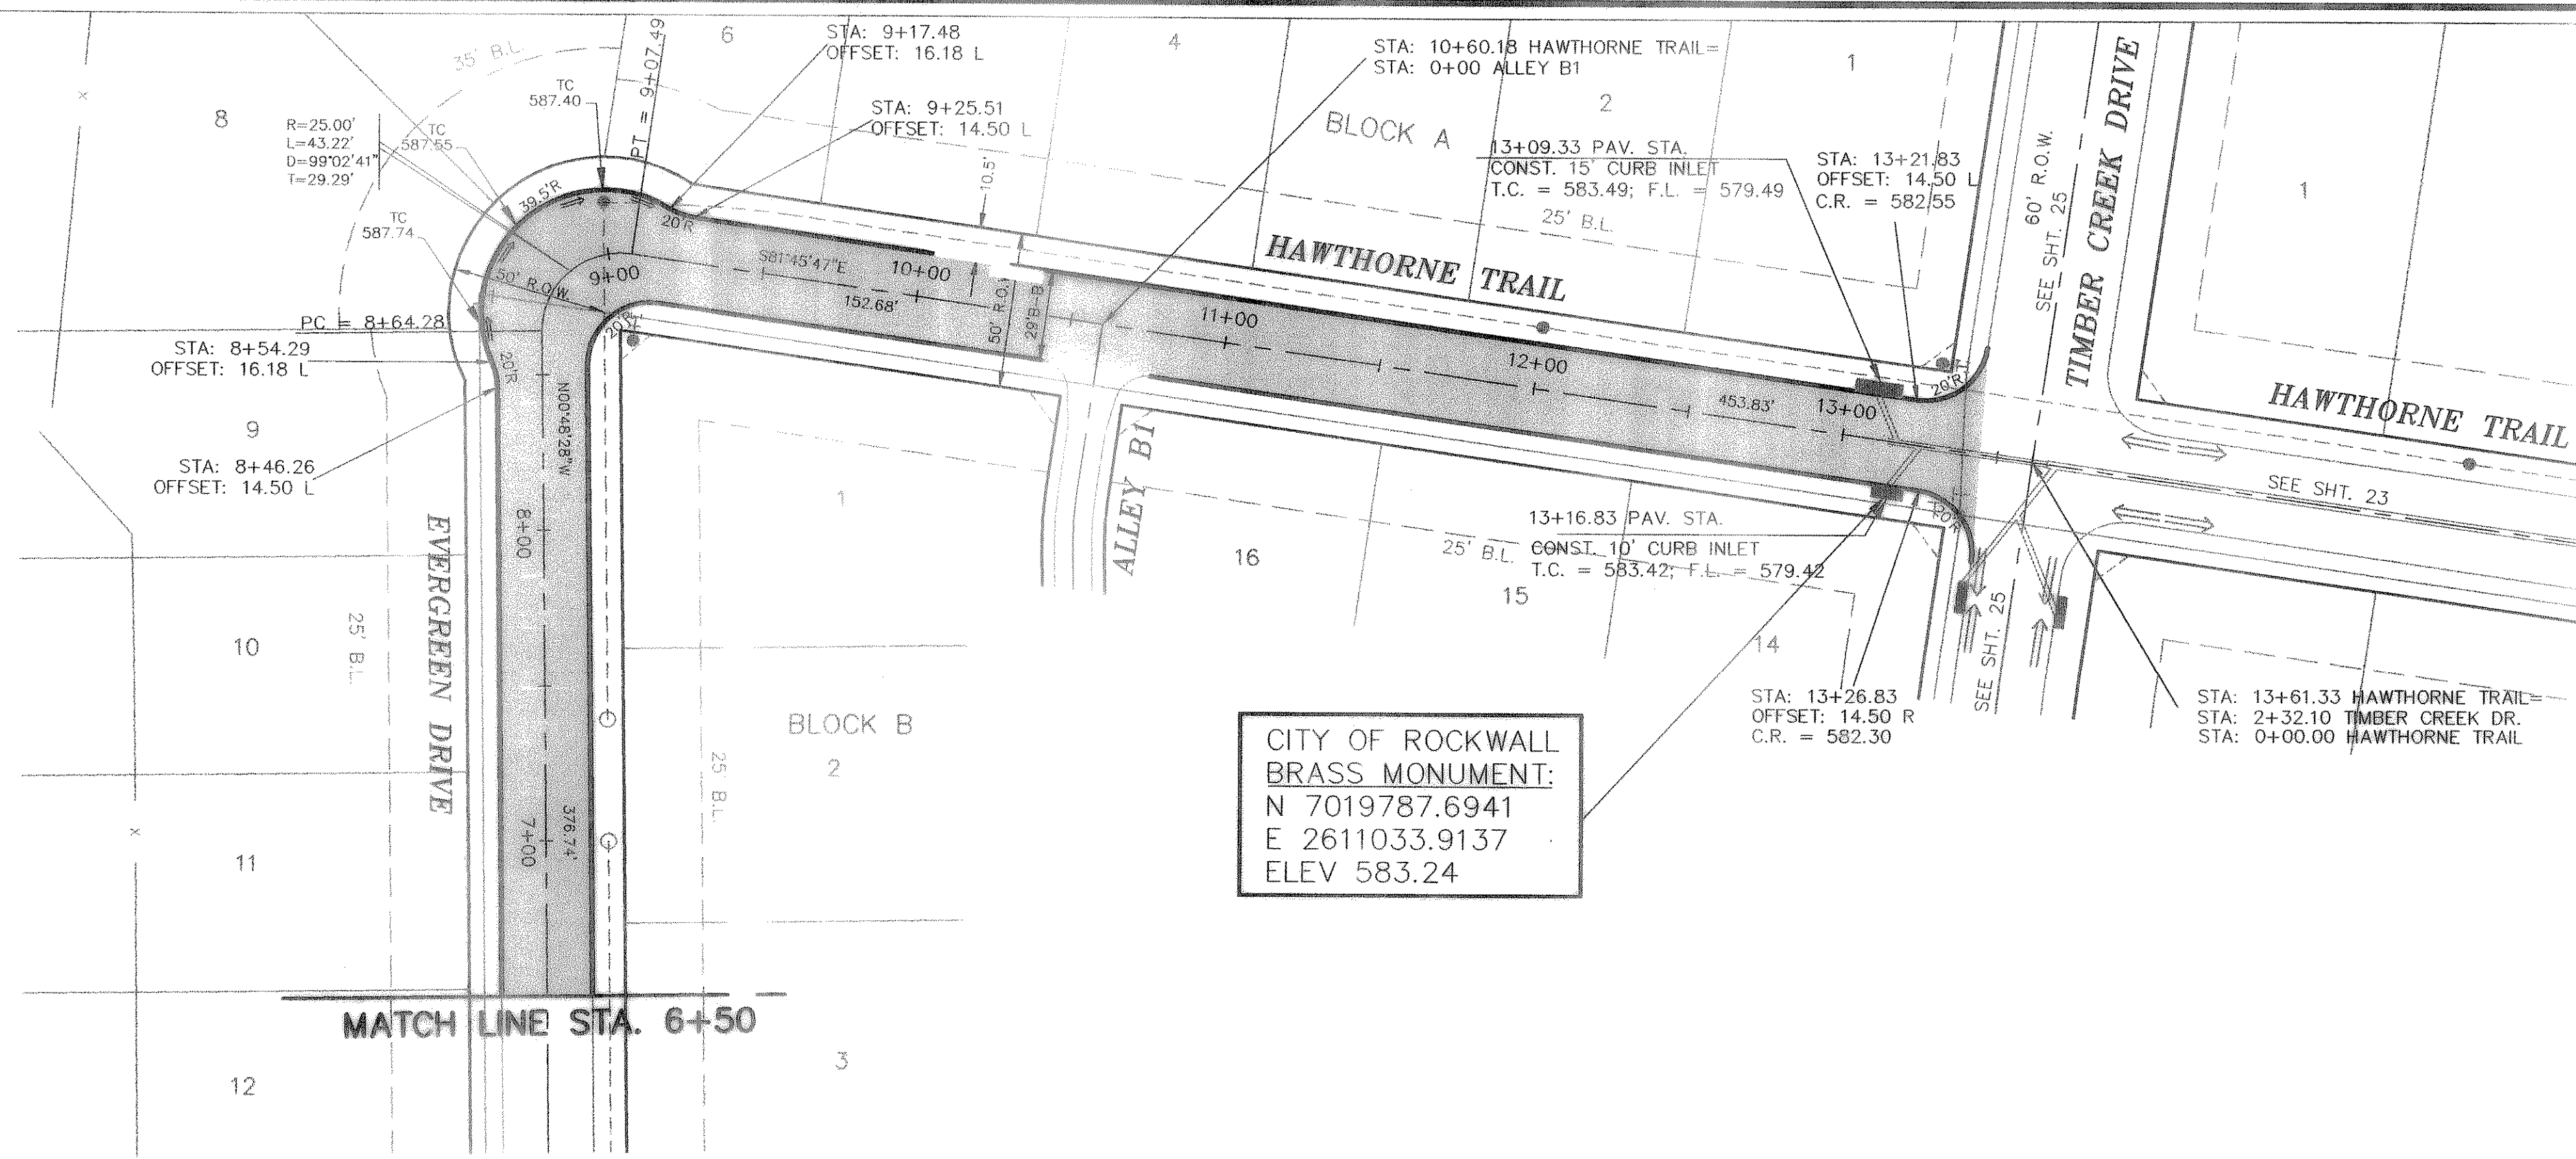 6
4
8
35' B.L.
TC
587.40
PT = 9+07.49
STA: 9+17.48
OFFSET: 16.18 L
STA: 9+25.51
OFFSET: 14.50 L
R=25.00'
L=43.22'
D=99°02'41"
T=29.29'
TC
587.55
TC
587.74
39.5'R
20'R
10.5'
STA: 10+60.18 HAWTHORNE TRAIL=
STA: 0+00 ALLEY B1
BLOCK A
2
1
13+09.33 PAV. STA.
CONST. 15' CURB INLET
T.C. = 583.49; F.L. = 579.49
25' B.L.
STA: 13+21.83
OFFSET: 14.50 L
C.R. = 582.55
60' R.O.W.
SEE SHT. 25
TIMBER CREEK DRIVE
1
HAWTHORNE TRAIL
50' R.O.W.
9+00
S81°45'47"E
10+00
152.68'
50' R.O.W
29'B-B
11+00
12+00
453.83'
13+00
20'R
HAWTHORNE TRAIL
SEE SHT. 23
PC = 8+64.28
STA: 8+54.29
OFFSET: 16.18 L
20'R
20'R
9
STA: 8+46.26
OFFSET: 14.50 L
N00°48'28"W
8+00
EVERGREEN DRIVE
25' B.L.
10
11
12
7+00
376.74'
1
ALLEY B1
16
15
14
13+16.83 PAV. STA.
CONST. 10' CURB INLET
T.C. = 583.42; F.L. = 579.42
25' B.L.
20'R
SEE SHT. 25
STA: 13+26.83
OFFSET: 14.50 R
C.R. = 582.30
STA: 13+61.33 HAWTHORNE TRAIL=
STA: 2+32.10 TIMBER CREEK DR.
STA: 0+00.00 HAWTHORNE TRAIL
BLOCK B
2
25' B.L.
3
CITY OF ROCKWALL
BRASS MONUMENT:
N 7019787.6941
E 2611033.9137
ELEV 583.24
MATCH LINE STA. 6+50